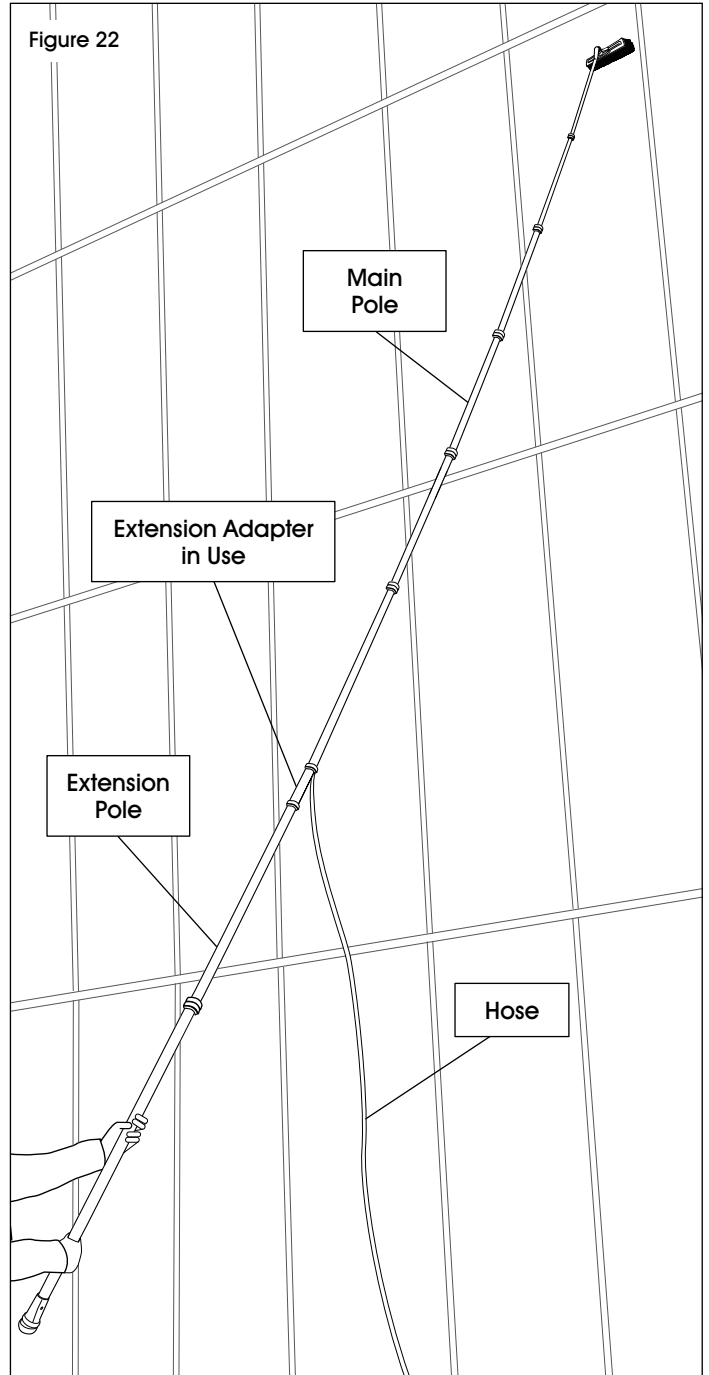 Figure 22
Main
Pole
Extension Adapter
in Use
Extension
Pole
Hose